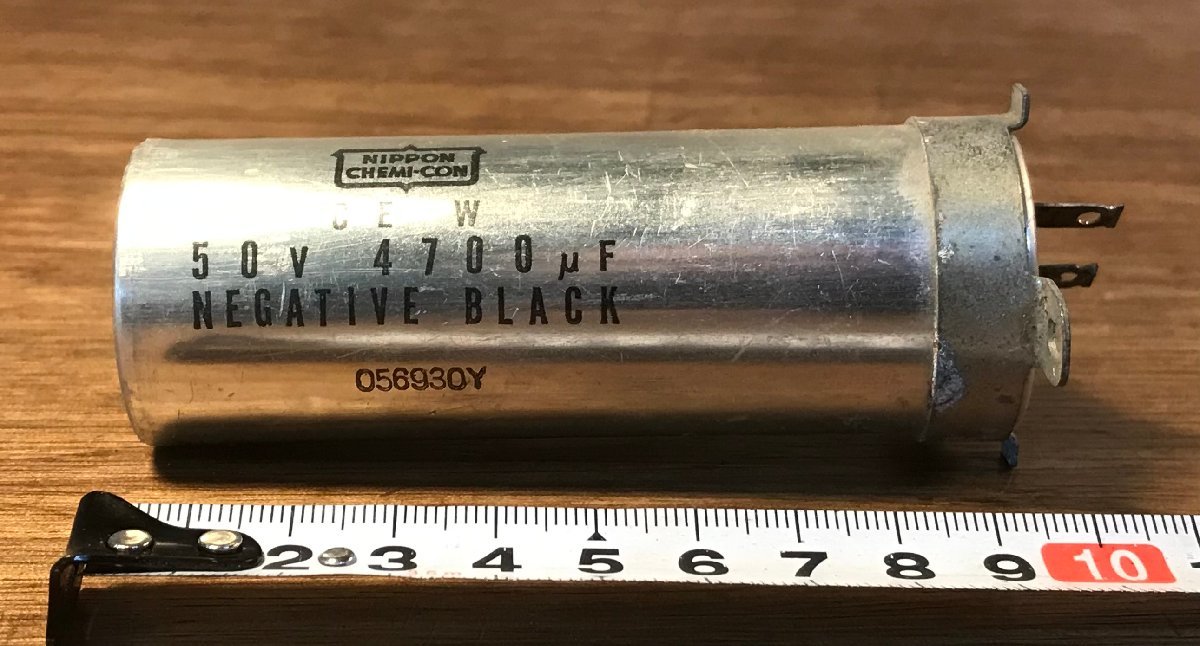 NIPPON
CHEMI-CON
CE W
50V 4700μF
NEGATIVE BLACK
056930Y
2 3 4 5 6 7 8 9 10